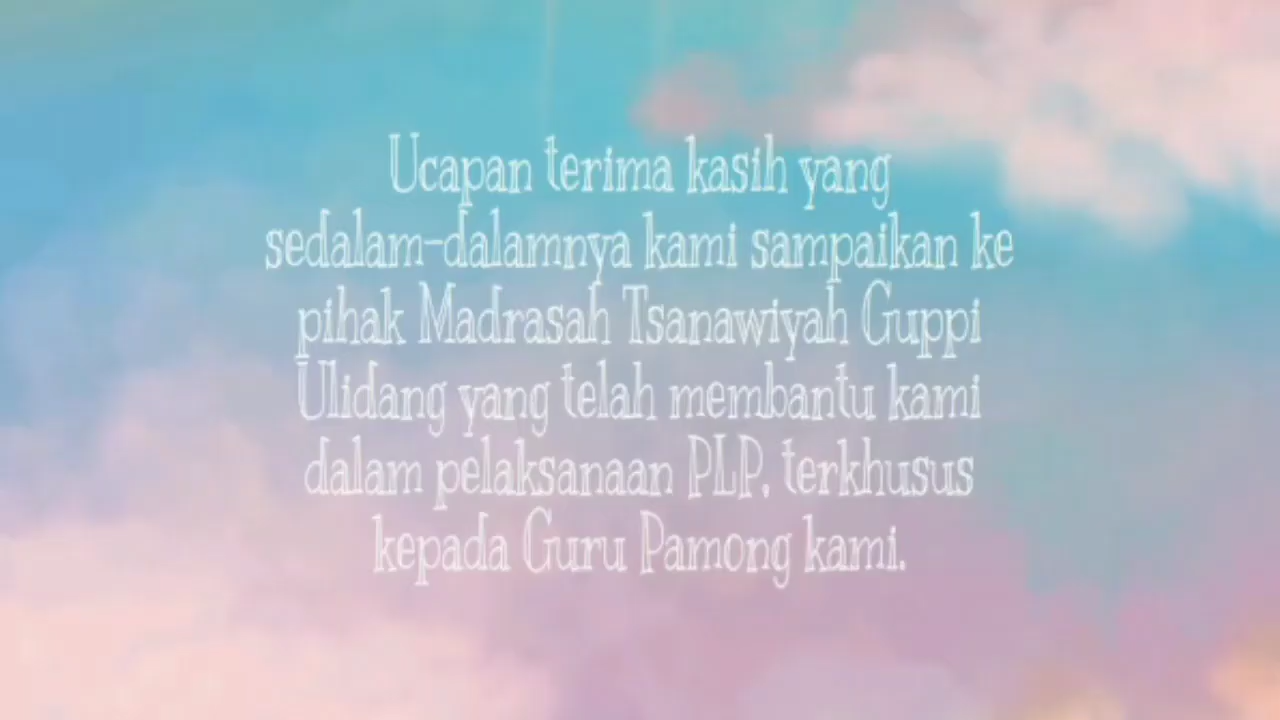 Ucapan terima kasih yang
sedalam-dalamnya kami sampaikan ke
pihak Madrasah Tsanawiyah Guppi
Ulidang yang telah membantu kami
dalam pelaksanaan PLP, terkhusus
kepada Guru Pamong kami.